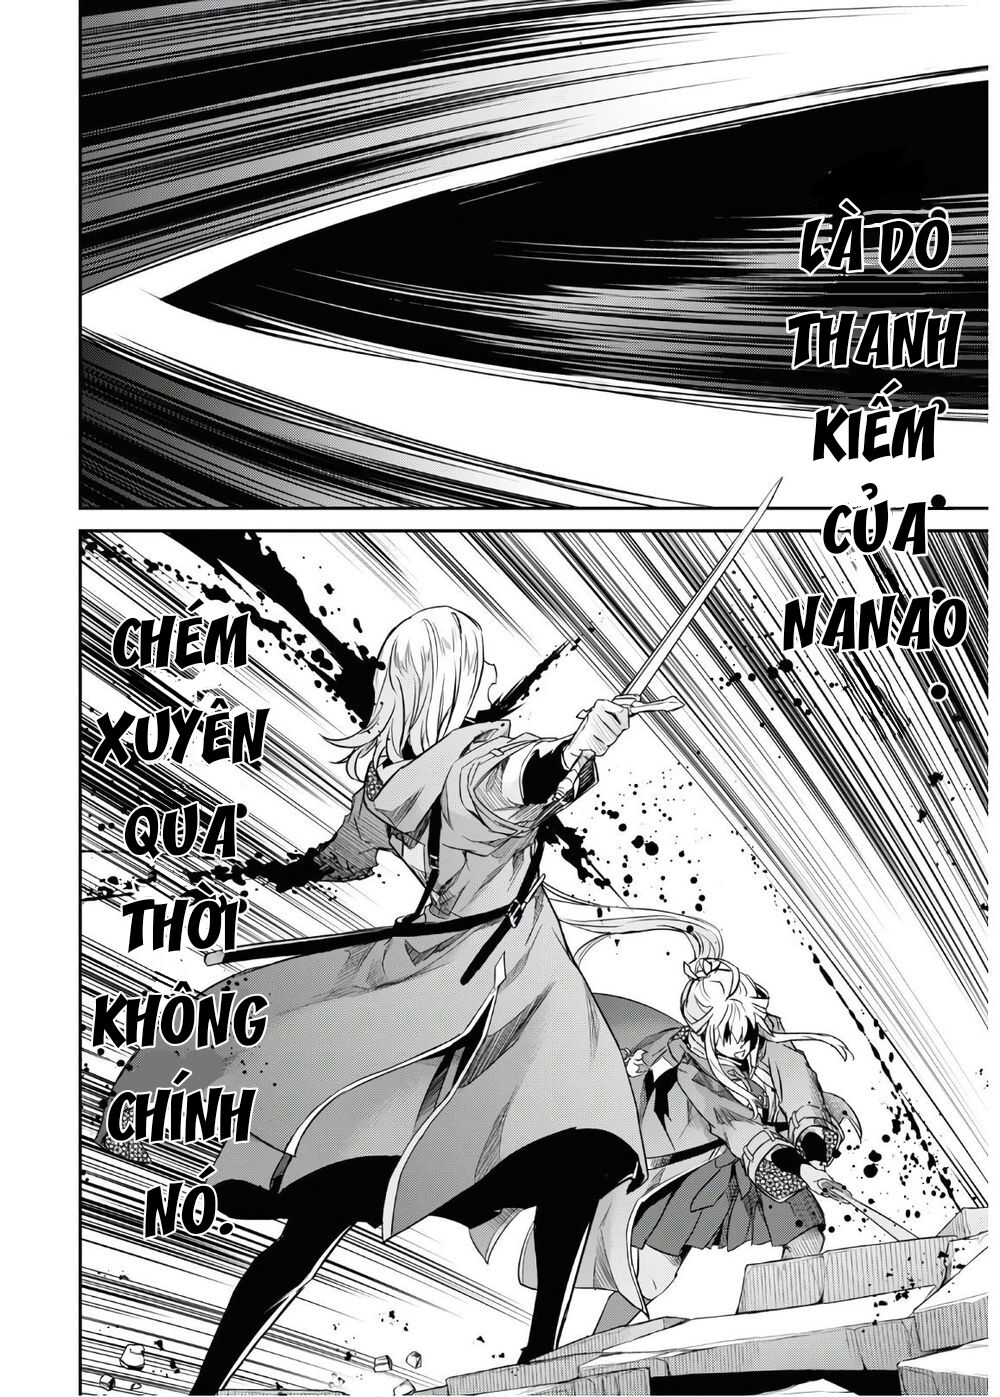 LÀ DO
THANH
KIẾM
CỦA
NANAO
CHÉM
XUYÊN
QUA
THỜI
KHÔNG
CHÍNH
NÓ.